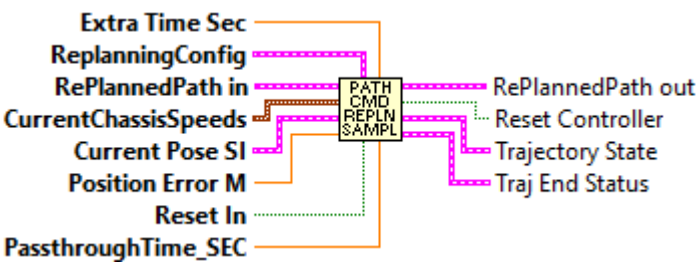 Extra Time Sec
ReplanningConfig
RePlannedPath in
CurrentChassisSpeeds
Current Pose SI
Position Error M
Reset In
PassthroughTime_SEC
PATH
CMD
REPLN
SAMPL
RePlannedPath out
Reset Controller
Trajectory State
Traj End Status